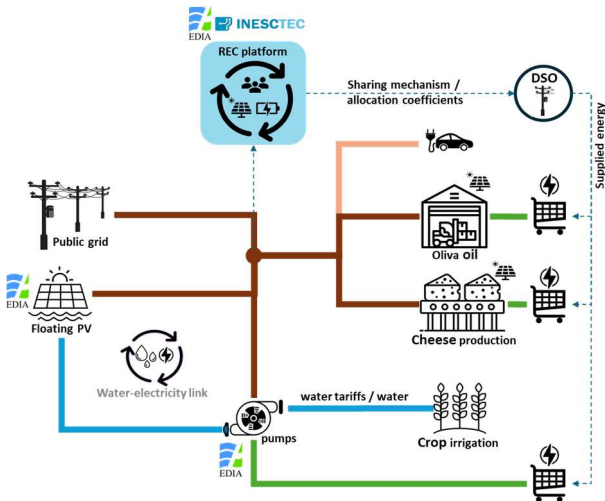 EDIA
INESCTEC
REC platform
Sharing mechanism /
allocation coefficients
DSO
Supplied energy
Public grid
Oliva oil
EDIA
Floating PV
Cheese production
Water-electricity link
water tariffs / water
pumps
Crop irrigation
EDIA